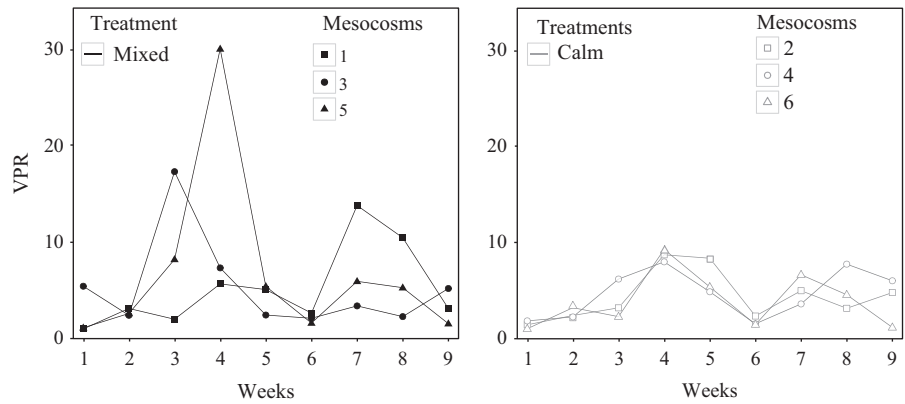 Treatment
Mixed
Mesocosms
1
3
5
30
20
10
0
VPR
1 2 3 4 5 6 7 8 9
Weeks
Treatments
Calm
Mesocosms
2
4
6
30
20
10
0
1 2 3 4 5 6 7 8 9
Weeks